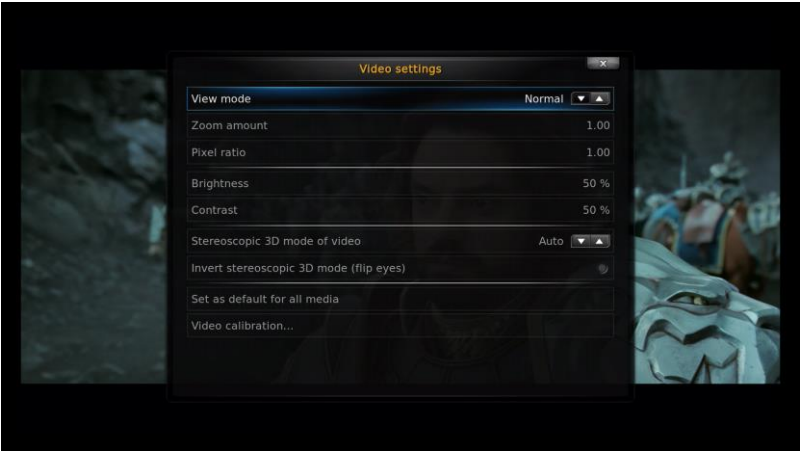 Video settings
View mode Normal
Zoom amount 1.00
Pixel ratio 1.00
Brightness 50 %
Contrast 50 %
Stereoscopic 3D mode of video Auto
Invert stereoscopic 3D mode (flip eyes)
Set as default for all media
Video calibration...